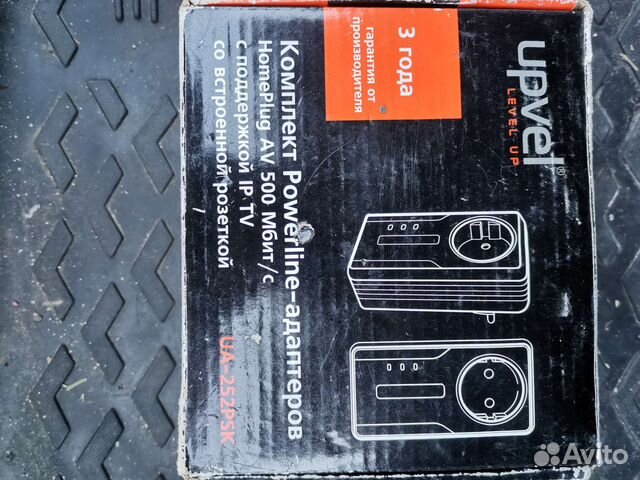 upvel®
LEVEL UP
3 года
гарантия от
производителя
Комплект Powerline-адаптеров
HomePlug AV 500 Мбит/с
с поддержкой IP TV
со встроенной розеткой
UA-252PSK
Avito